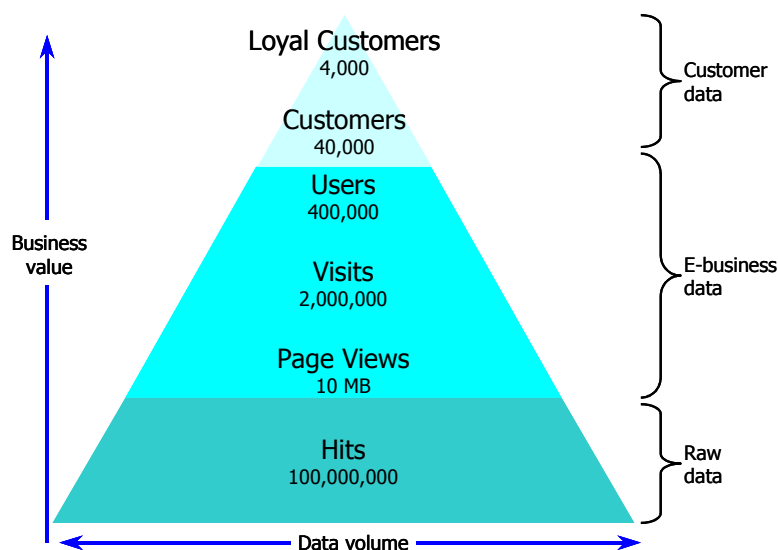 Loyal Customers
4,000
Customers
40,000
Users
400,000
Visits
2,000,000
Page Views
10 MB
Hits
100,000,000
Business
value
Data volume
Customer
data
E-business
data
Raw
data